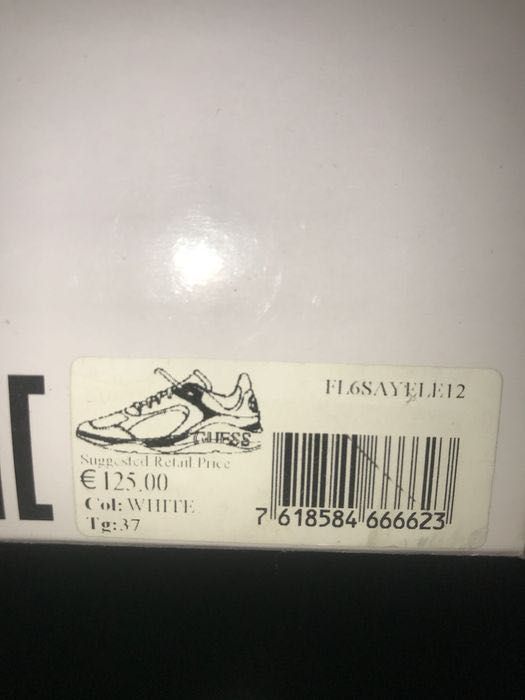 FL6SAYELE12
GUESS
Suggested Retail Price
€ 125,00
Col: WHITE
Tg: 37
7 618584 666623